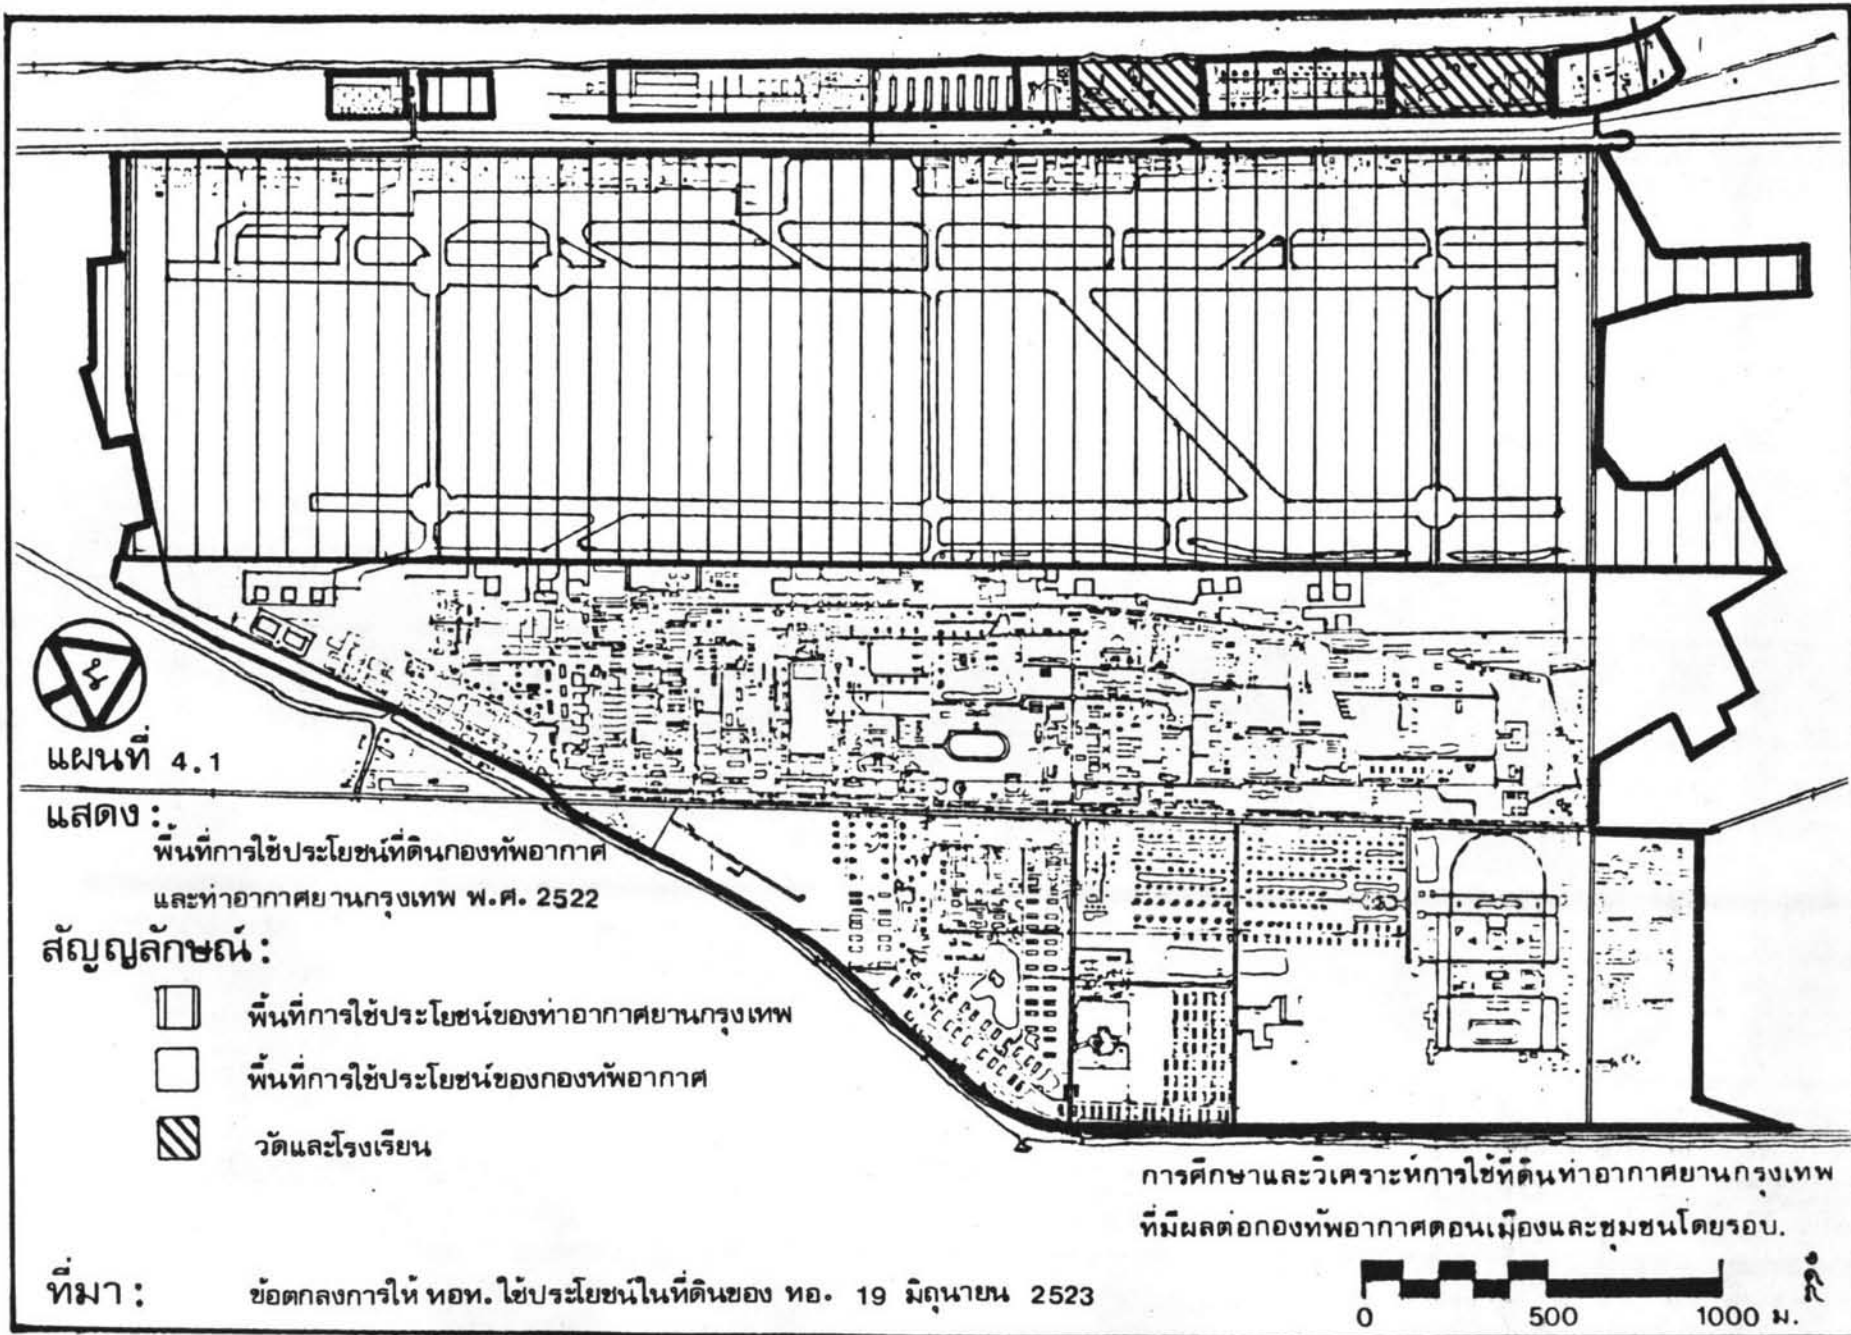 แผนที่ 4.1
แสดง :
พื้นที่การใช้ประโยชน์ที่ดินกองทัพอากาศ
และท่าอากาศยานกรุงเทพ พ.ศ. 2522
สัญญลักษณ์ :
พื้นที่การใช้ประโยชน์ของท่าอากาศยานกรุงเทพ
พื้นที่การใช้ประโยชน์ของกองทัพอากาศ
วัดและโรงเรียน
การศึกษาและวิเคราะห์การใช้ที่ดินท่าอากาศยานกรุงเทพ
ที่มีผลต่อกองทัพอากาศดอนเมืองและชุมชนโดยรอบ.
ที่มา :
ข้อตกลงการให้ ทอท. ใช้ประโยชน์ในที่ดินของ ทอ. 19 มิถุนายน 2523
0 500 1000 ม.